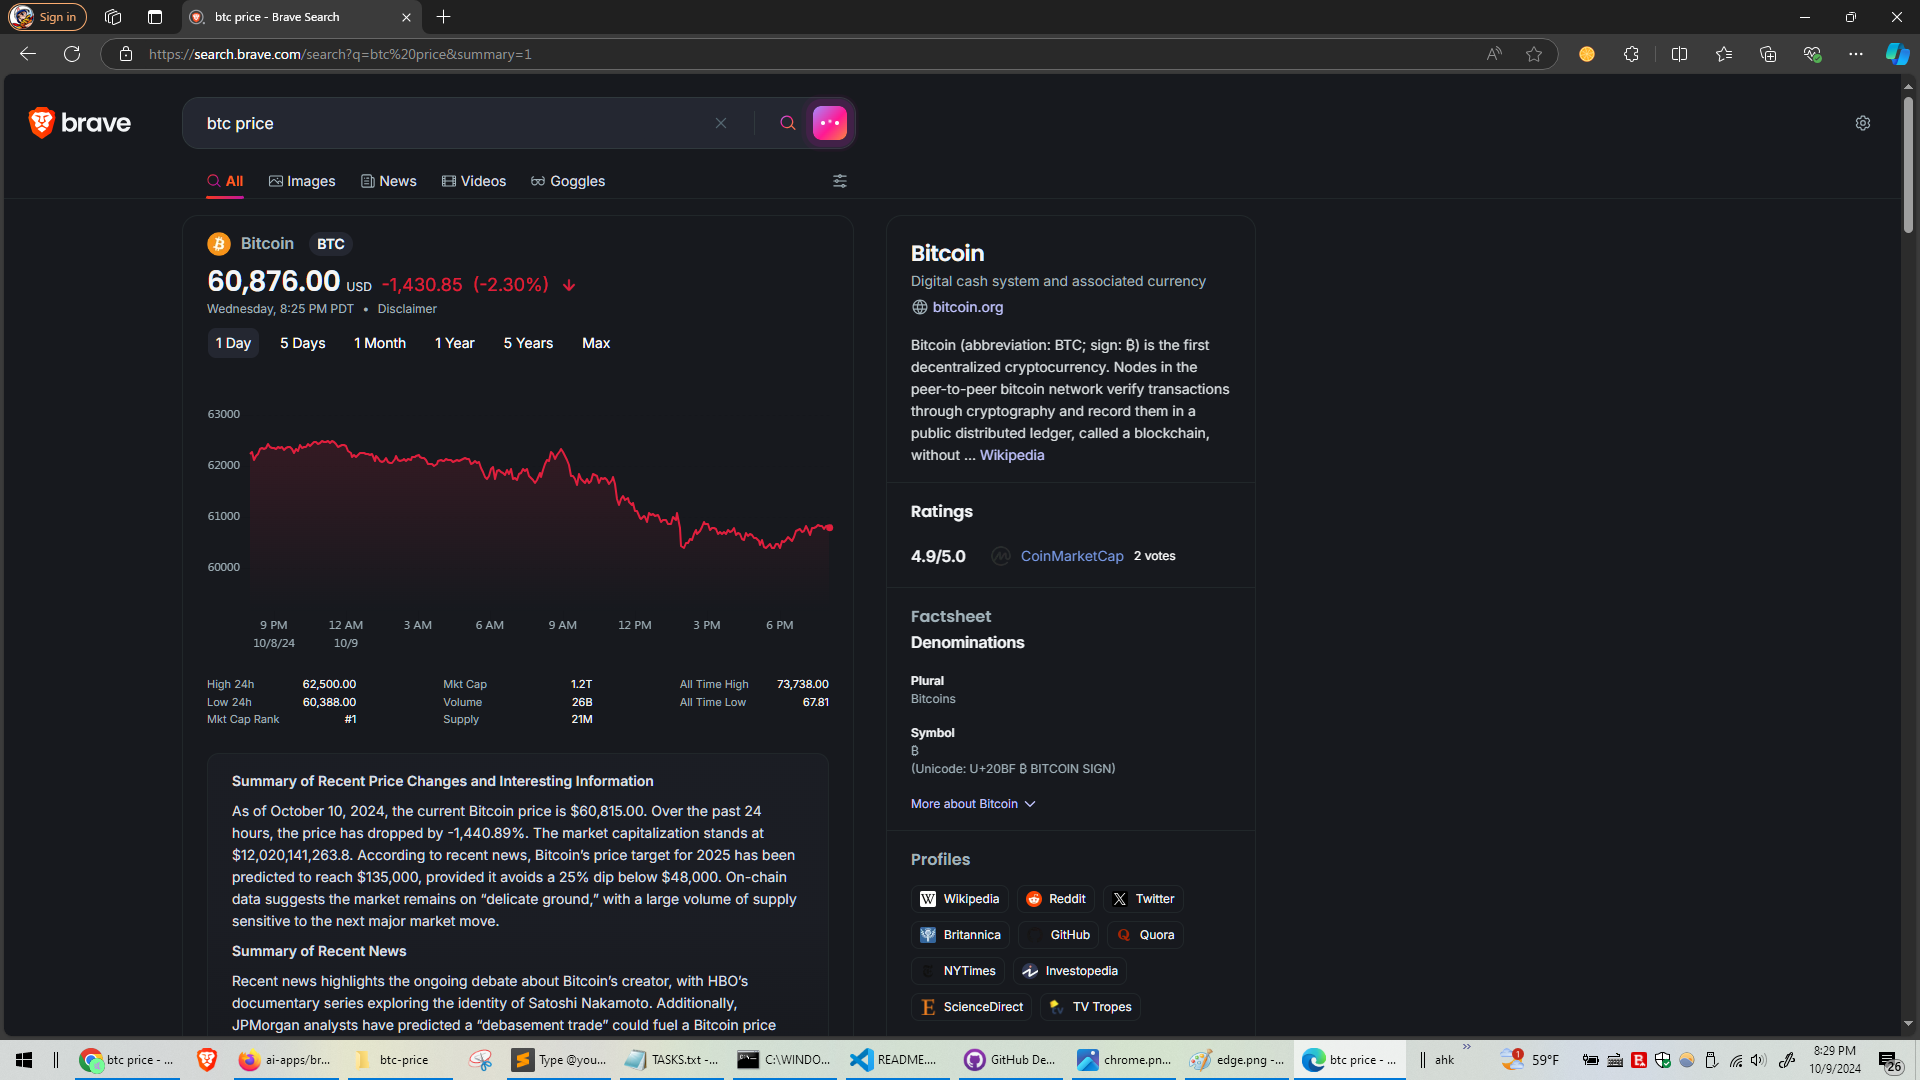 Sign in
btc price - Brave Search
https://search.brave.com/search?q=btc%20price&summary=1
brave
btc price
All
Images
News
Videos
Goggles
Bitcoin BTC
60,876.00 USD -1,430.85 (-2.30%) ↓
Wednesday, 8:25 PM PDT • Disclaimer
1 Day
5 Days
1 Month
1 Year
5 Years
Max
63000
62000
61000
60000
9 PM 12 AM 3 AM 6 AM 9 AM 12 PM 3 PM 6 PM
10/8/24 10/9
High 24h 62,500.00 Mkt Cap 1.2T All Time High 73,738.00
Low 24h 60,388.00 Volume 26B All Time Low 67.81
Mkt Cap Rank #1 Supply 21M
Summary of Recent Price Changes and Interesting Information
As of October 10, 2024, the current Bitcoin price is $60,815.00. Over the past 24
hours, the price has dropped by -1,440.89%. The market capitalization stands at
$12,020,141,263.8. According to recent news, Bitcoin’s price target for 2025 has been
predicted to reach $135,000, provided it avoids a 25% dip below $48,000. On-chain
data suggests the market remains on “delicate ground,” with a large volume of supply
sensitive to the next major market move.
Summary of Recent News
Recent news highlights the ongoing debate about Bitcoin’s creator, with HBO’s
documentary series exploring the identity of Satoshi Nakamoto. Additionally,
JPMorgan analysts have predicted a “debasement trade” could fuel a Bitcoin price
Bitcoin
Digital cash system and associated currency
bitcoin.org
Bitcoin (abbreviation: BTC; sign: ₿) is the first
decentralized cryptocurrency. Nodes in the
peer-to-peer bitcoin network verify transactions
through cryptography and record them in a
public distributed ledger, called a blockchain,
without ... Wikipedia
Ratings
4.9/5.0 CoinMarketCap 2 votes
Factsheet
Denominations
Plural
Bitcoins
Symbol
₿
(Unicode: U+20BF ₿ BITCOIN SIGN)
More about Bitcoin
Profiles
Wikipedia
Reddit
Twitter
Britannica
GitHub
Quora
NYTimes
Investopedia
ScienceDirect
TV Tropes
btc price - ...
ai-apps/br...
btc-price
Type @you...
TASKS.txt -...
C:\WINDO...
README....
GitHub De...
chrome.pn...
edge.png -...
btc price - ...
ahk
1
59°F
8:29 PM
10/9/2024
26